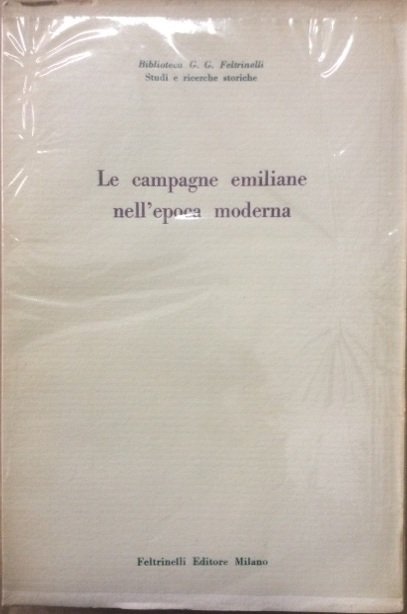 Biblioteca G. G. Feltrinelli
Studi e ricerche storiche
Le campagne emiliane
nell'epoca moderna
Feltrinelli Editore Milano